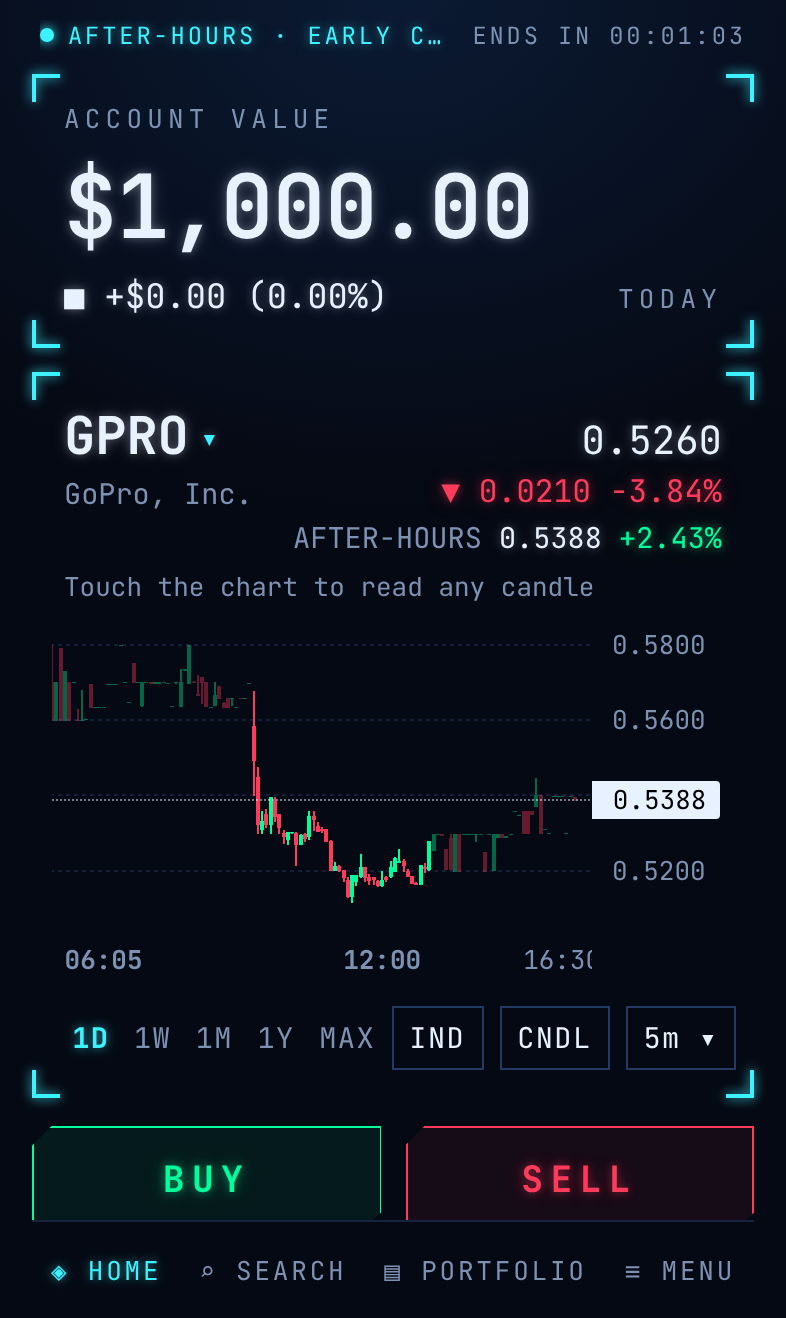 AFTER-HOURS · EARLY C… ENDS IN 00:01:03
ACCOUNT VALUE
$1,000.00
■ +$0.00 (0.00%) TODAY
GPRO ▾ 0.5260
GoPro, Inc. ▼ 0.0210 -3.84%
AFTER-HOURS 0.5388 +2.43%
Touch the chart to read any candle
0.5800
0.5600
0.5388
0.5200
06:05 12:00 16:30
1D 1W 1M 1Y MAX IND CNDL 5m ▾
BUY SELL
◈ HOME ⌕ SEARCH ▤ PORTFOLIO ≡ MENU